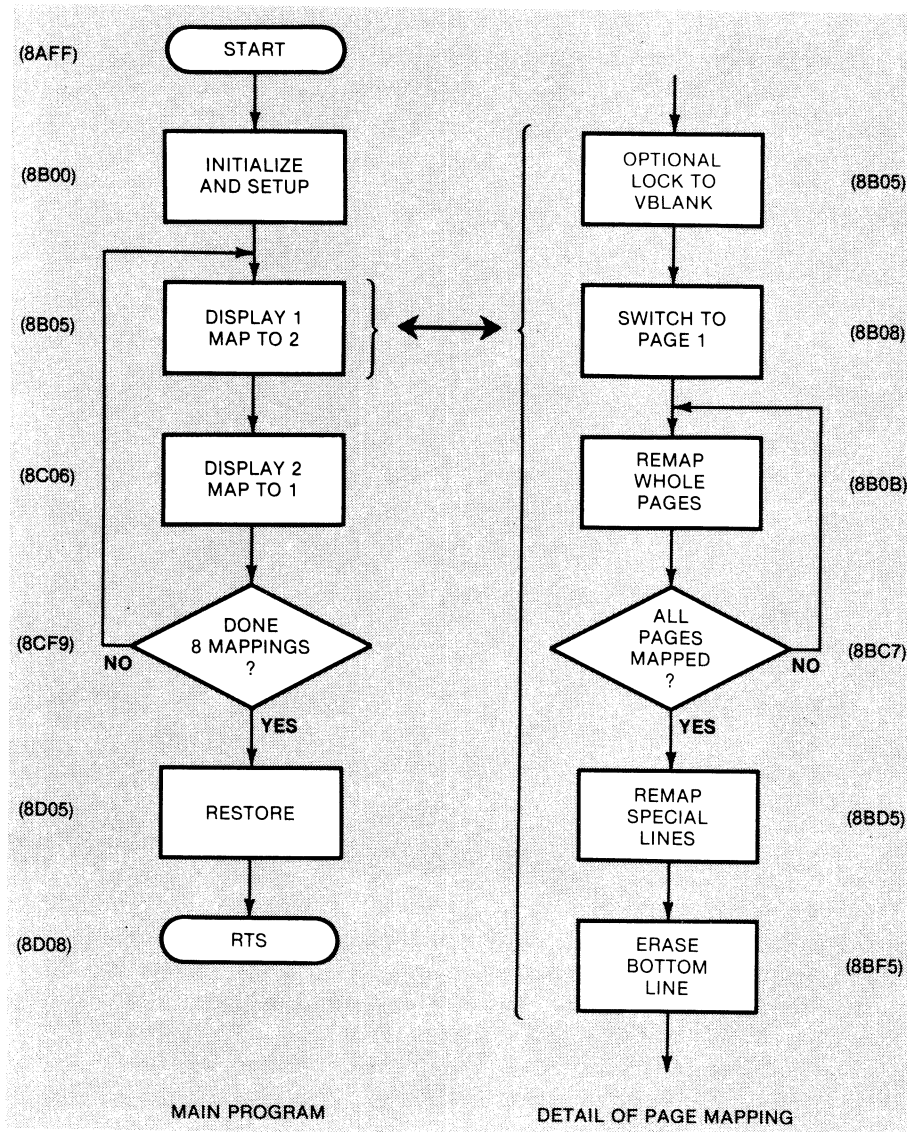 (8AFF)
START
(8B00)
INITIALIZE
AND SETUP
(8B05)
DISPLAY 1
MAP TO 2
(8C06)
DISPLAY 2
MAP TO 1
(8CF9)
DONE
8 MAPPINGS
?
NO
YES
(8D05)
RESTORE
(8D08)
RTS
MAIN PROGRAM
OPTIONAL
LOCK TO
VBLANK
(8B05)
SWITCH TO
PAGE 1
(8B08)
REMAP
WHOLE
PAGES
(8B0B)
ALL
PAGES
MAPPED
?
NO
(8BC7)
YES
REMAP
SPECIAL
LINES
(8BD5)
ERASE
BOTTOM
LINE
(8BF5)
DETAIL OF PAGE MAPPING